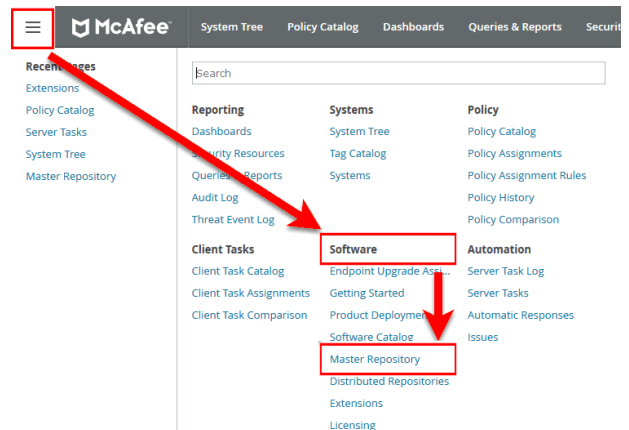 McAfee™ System Tree Policy Catalog Dashboards Queries & Reports Securit
Recent Pages
Extensions
Policy Catalog
Server Tasks
System Tree
Master Repository
Search
Reporting
Dashboards
Security Resources
Queries & Reports
Audit Log
Threat Event Log
Systems
System Tree
Tag Catalog
Systems
Policy
Policy Catalog
Policy Assignments
Policy Assignment Rules
Policy History
Policy Comparison
Client Tasks
Client Task Catalog
Client Task Assignments
Client Task Comparison
Software
Endpoint Upgrade Assi...
Getting Started
Product Deployment
Software Catalog
Master Repository
Distributed Repositories
Extensions
Licensing
Automation
Server Task Log
Server Tasks
Automatic Responses
Issues